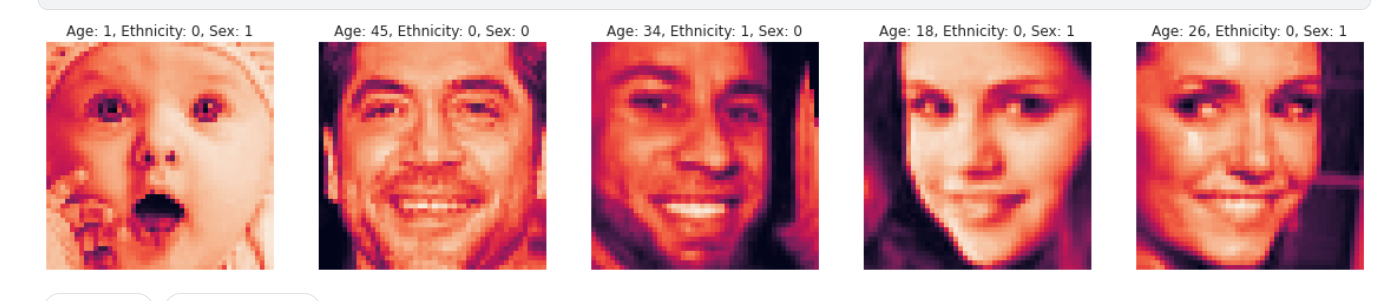 Age: 1, Ethnicity: 0, Sex: 1
Age: 45, Ethnicity: 0, Sex: 0
Age: 34, Ethnicity: 1, Sex: 0
Age: 18, Ethnicity: 0, Sex: 1
Age: 26, Ethnicity: 0, Sex: 1